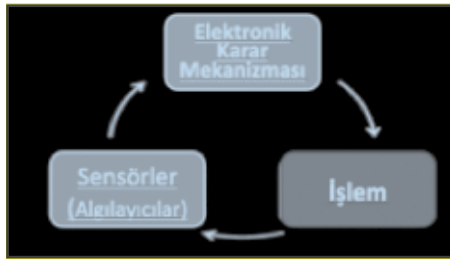 Elektronik
Karar
Mekanizması
Sensörler
(Algılayıcılar)
İşlem